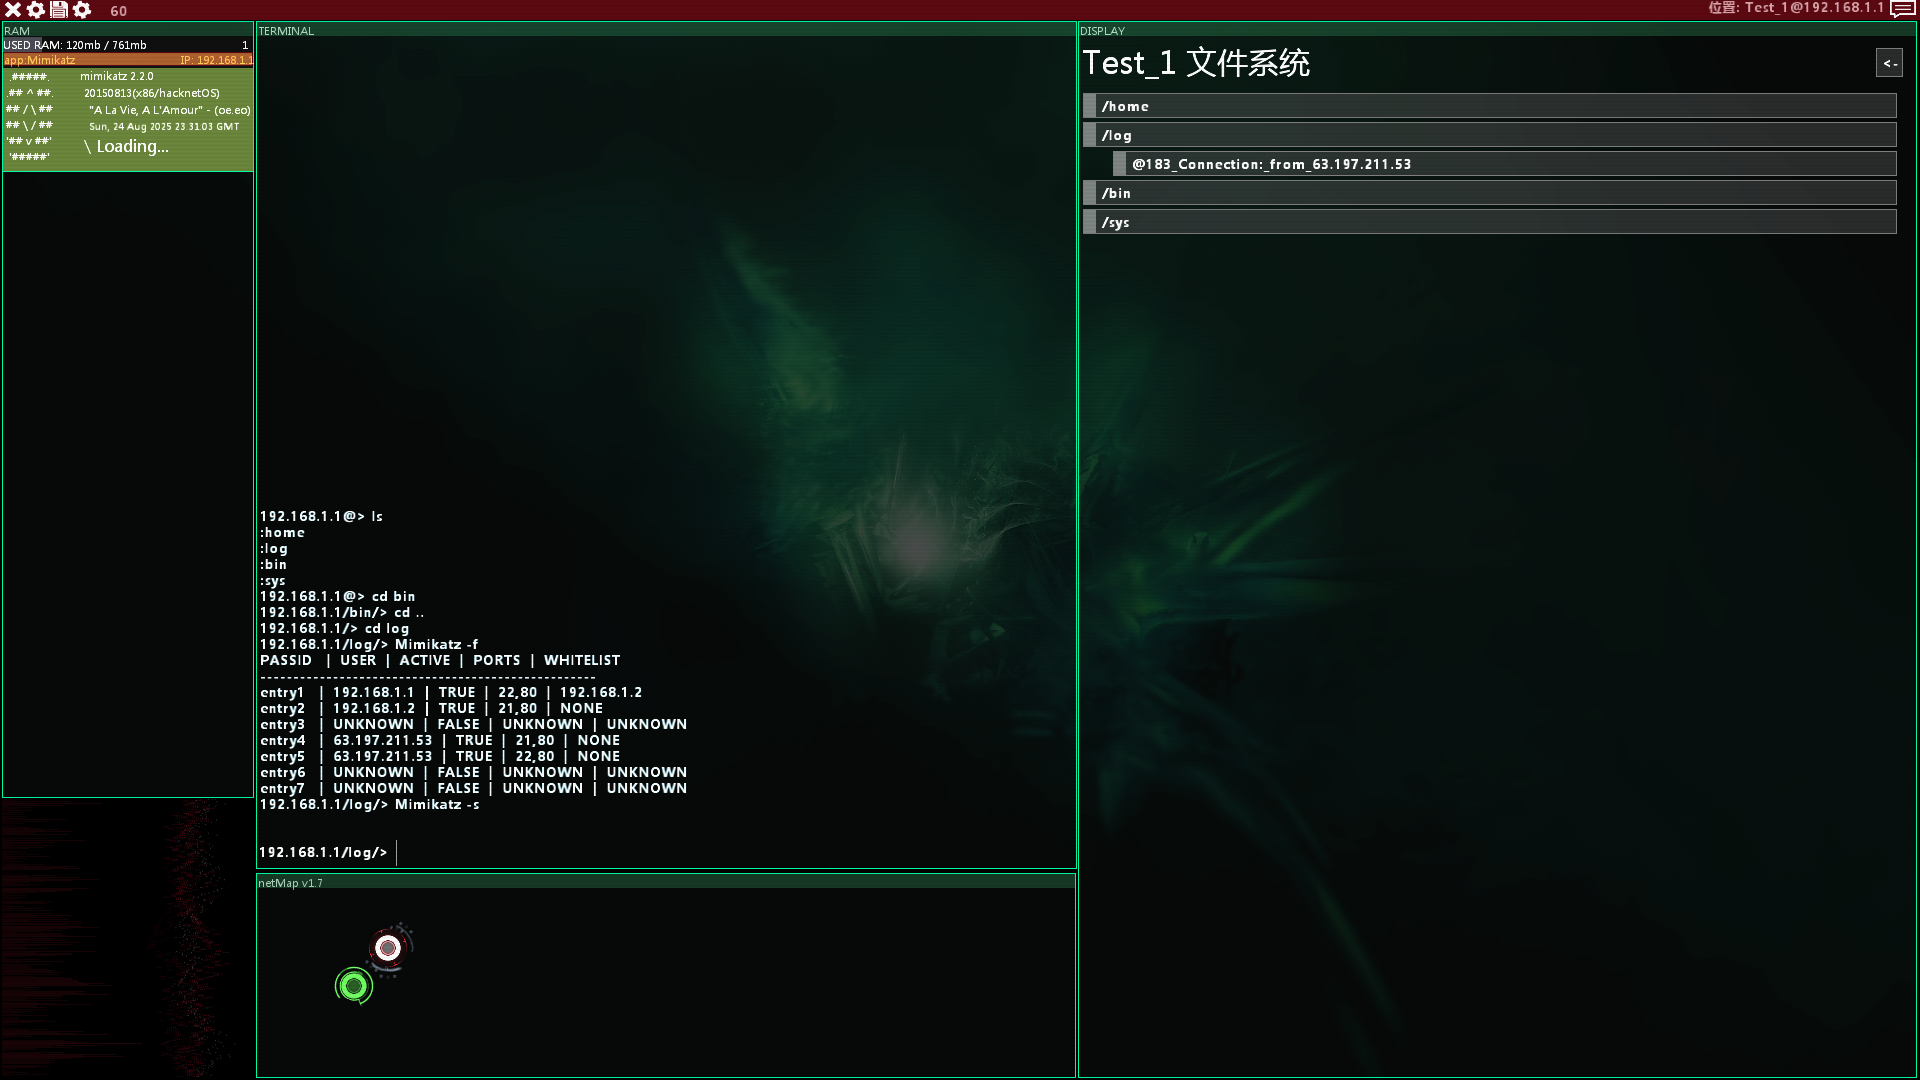 60
位置: Test_1@192.168.1.1
RAM
USED RAM: 120mb / 761mb 1
app:Mimikatz IP: 192.168.1.1
.#####. mimikatz 2.2.0
.## ^ ##. 20150813(x86/hacknetOS)
## / \ ## "A La Vie, A L'Amour" - (oe.eo)
## \ / ## Sun, 24 Aug 2025 23:31:03 GMT
'## v ##' \ Loading...
'#####'
TERMINAL
192.168.1.1@> ls
:home
:log
:bin
:sys
192.168.1.1@> cd bin
192.168.1.1/bin/> cd ..
192.168.1.1/> cd log
192.168.1.1/log/> Mimikatz -f
PASSID | USER | ACTIVE | PORTS | WHITELIST
---------------------------------------------------
entry1 | 192.168.1.1 | TRUE | 22,80 | 192.168.1.2
entry2 | 192.168.1.2 | TRUE | 21,80 | NONE
entry3 | UNKNOWN | FALSE | UNKNOWN | UNKNOWN
entry4 | 63.197.211.53 | TRUE | 21,80 | NONE
entry5 | 63.197.211.53 | TRUE | 22,80 | NONE
entry6 | UNKNOWN | FALSE | UNKNOWN | UNKNOWN
entry7 | UNKNOWN | FALSE | UNKNOWN | UNKNOWN
192.168.1.1/log/> Mimikatz -s
192.168.1.1/log/>
netMap v1.7
DISPLAY
Test_1 文件系统
<-
/home
/log
@183_Connection:_from_63.197.211.53
/bin
/sys